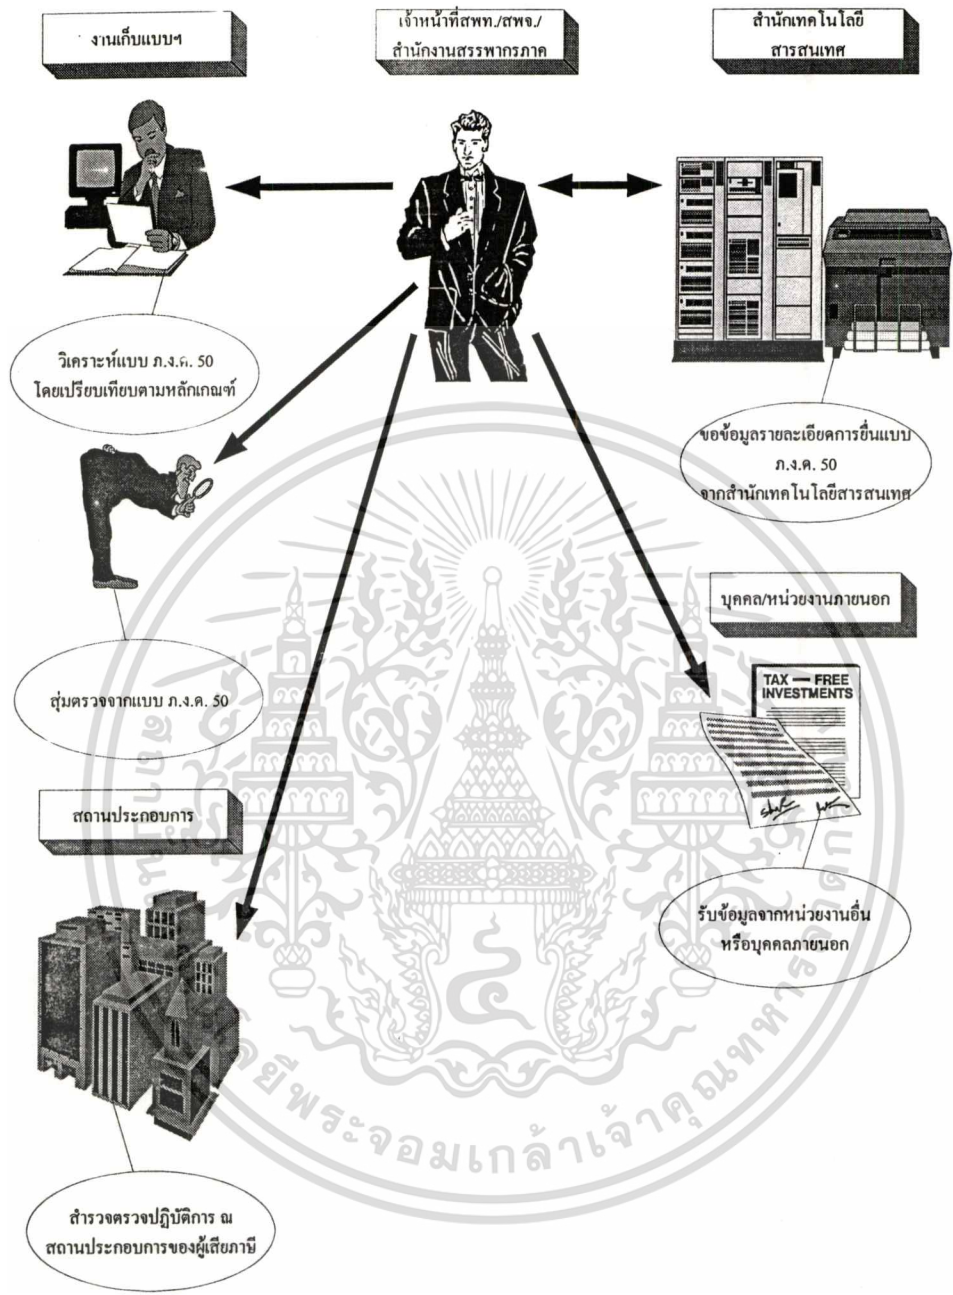 งานเก็บแบบฯ
เจ้าหน้าที่สพท./สพจ./
สำนักงานสรรพากรภาค
สำนักเทคโนโลยี
สารสนเทศ
วิเคราะห์แบบ ภ.ง.ด. 50
โดยเปรียบเทียบตามหลักเกณฑ์
ขอข้อมูลรายละเอียดการยื่นแบบ
ภ.ง.ด. 50
จากสำนักเทคโนโลยีสารสนเทศ
บุคคล/หน่วยงานภายนอก
TAX — FREE
INVESTMENTS
สุ่มตรวจจากแบบ ภ.ง.ด. 50
สถานประกอบการ
รับข้อมูลจากหน่วยงานอื่น
หรือบุคคลภายนอก
สำรวจตรวจปฏิบัติการ ณ
สถานประกอบการของผู้เสียภาษี